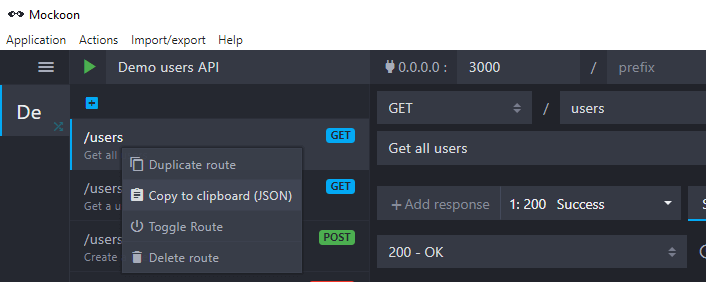 Mockoon
Application Actions Import/export Help
Demo users API
0.0.0.0 : 3000 / prefix
De
GET / users
/users GET
Get all
Get all users
Duplicate route
/users GET
Get a u
Copy to clipboard (JSON)
Add response 1: 200 Success S
Toggle Route
/users POST
Create
200 - OK
Delete route